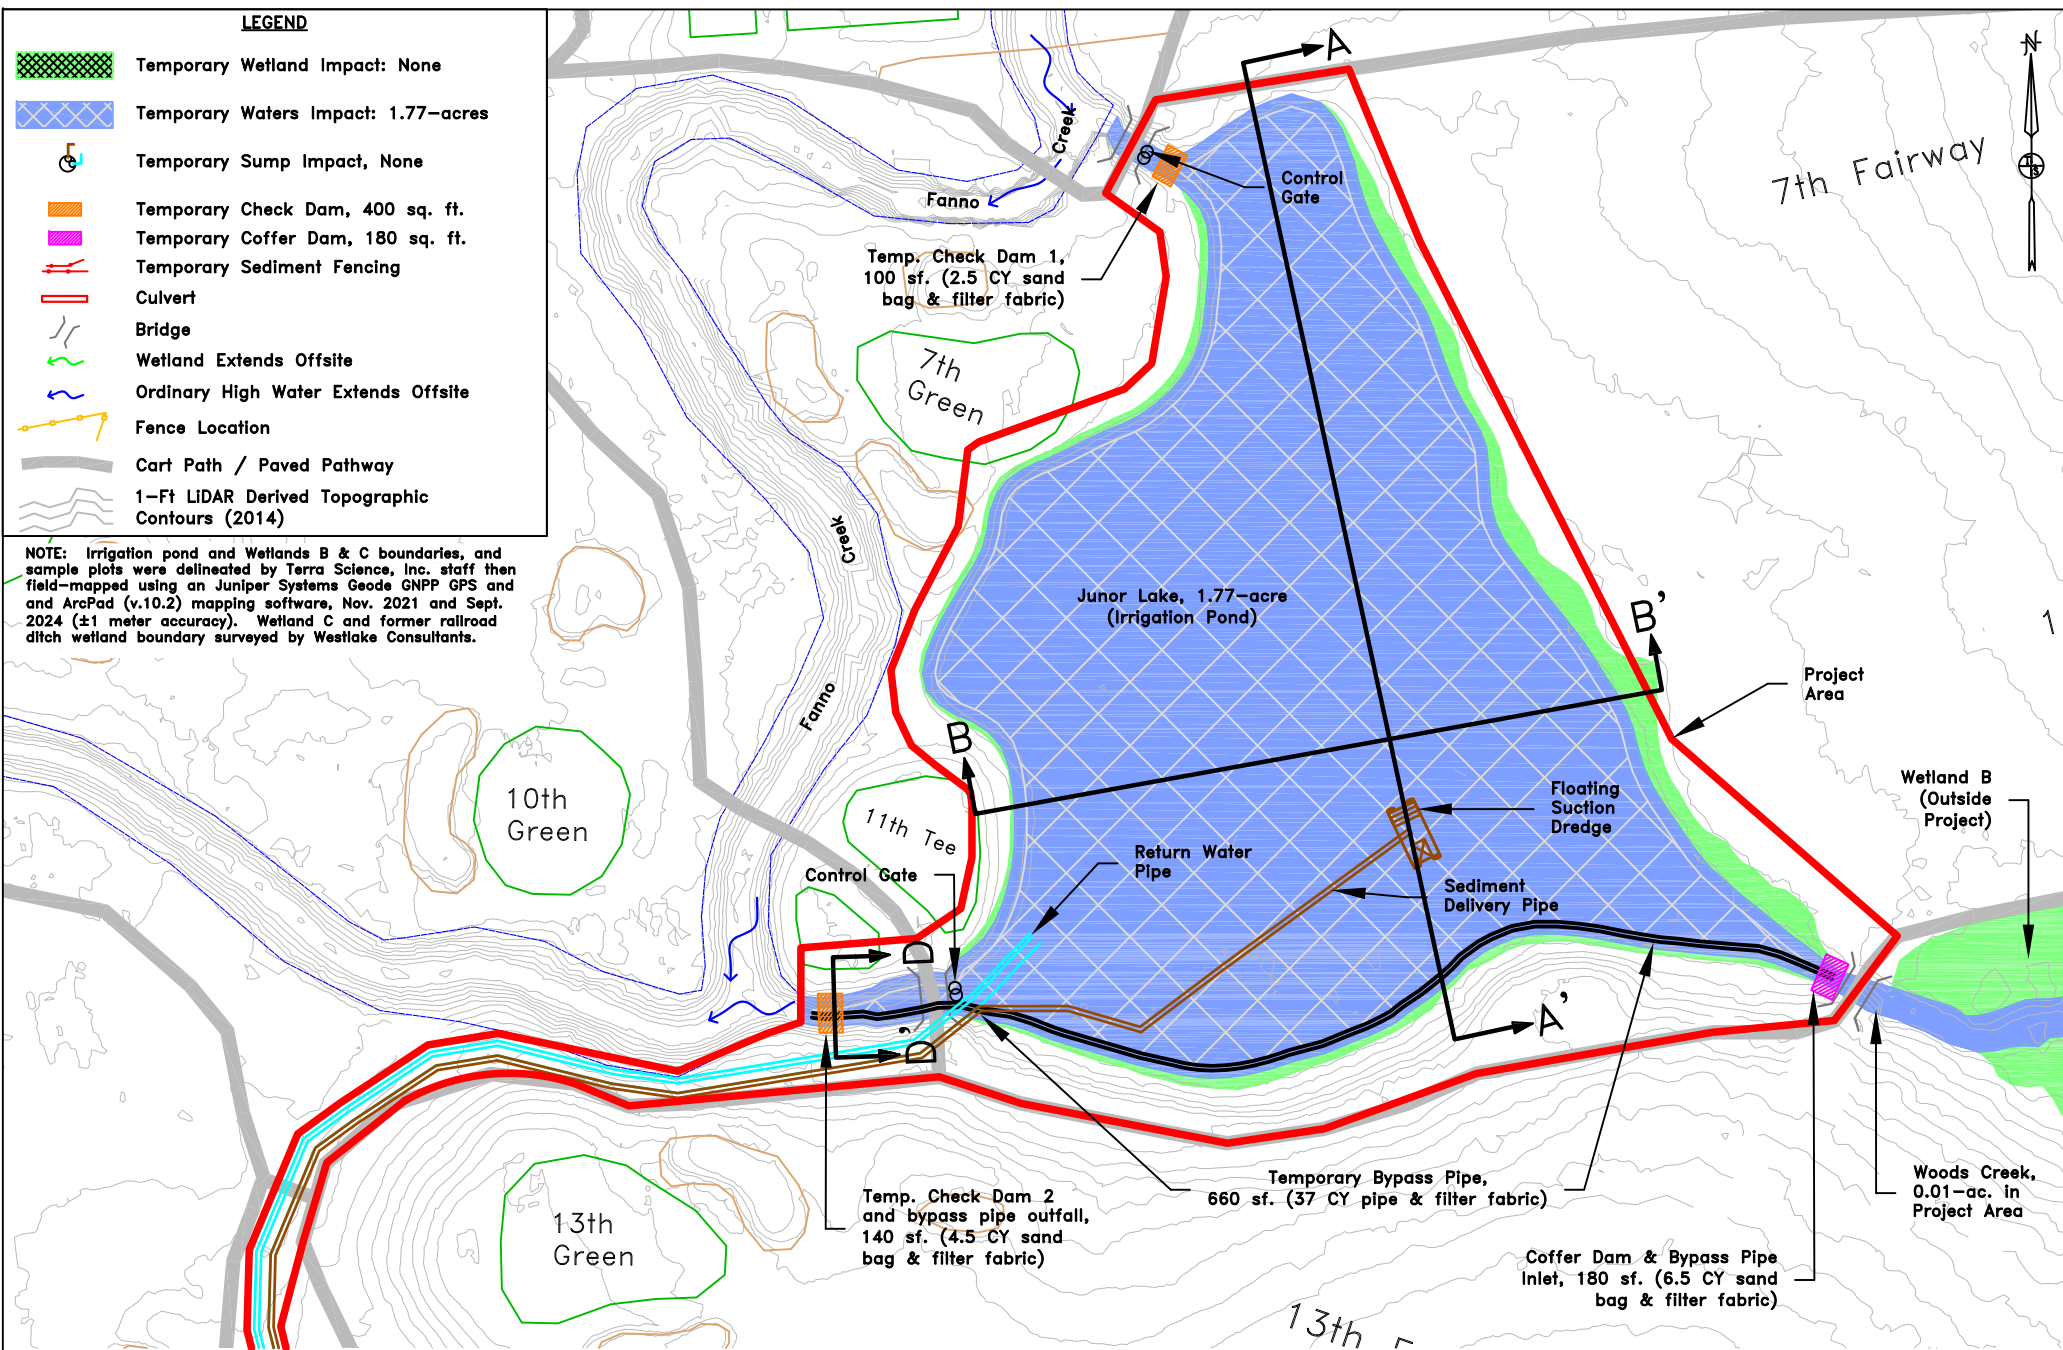 LEGEND
Temporary Wetland Impact: None
Temporary Waters Impact: 1.77-acres
Temporary Sump Impact, None
Temporary Check Dam, 400 sq. ft.
Temporary Coffer Dam, 180 sq. ft.
Temporary Sediment Fencing
Culvert
Bridge
Wetland Extends Offsite
Ordinary High Water Extends Offsite
Fence Location
Cart Path / Paved Pathway
1-Ft LiDAR Derived Topographic
Contours (2014)
NOTE: Irrigation pond and Wetlands B & C boundaries, and
sample plots were delineated by Terra Science, Inc. staff then
field-mapped using an Juniper Systems Geode GNPP GPS and
and ArcPad (v.10.2) mapping software, Nov. 2021 and Sept.
2024 (±1 meter accuracy). Wetland C and former railroad
ditch wetland boundary surveyed by Westlake Consultants.
A
N
Creek
Fanno
Control
Gate
7th Fairway
Temp. Check Dam 1,
100 sf. (2.5 CY sand
bag & filter fabric)
7th
Green
Creek
Fanno
Junor Lake, 1.77-acre
(Irrigation Pond)
B'
1
Project
Area
B
10th
Green
11th Tee
Control Gate
Return Water
Pipe
Floating
Suction
Dredge
Sediment
Delivery Pipe
Wetland B
(Outside
Project)
D
D'
A'
13th
Green
Temp. Check Dam 2
and bypass pipe outfall,
140 sf. (4.5 CY sand
bag & filter fabric)
Temporary Bypass Pipe,
660 sf. (37 CY pipe & filter fabric)
Woods Creek,
0.01-ac. in
Project Area
Coffer Dam & Bypass Pipe
Inlet, 180 sf. (6.5 CY sand
bag & filter fabric)
13th